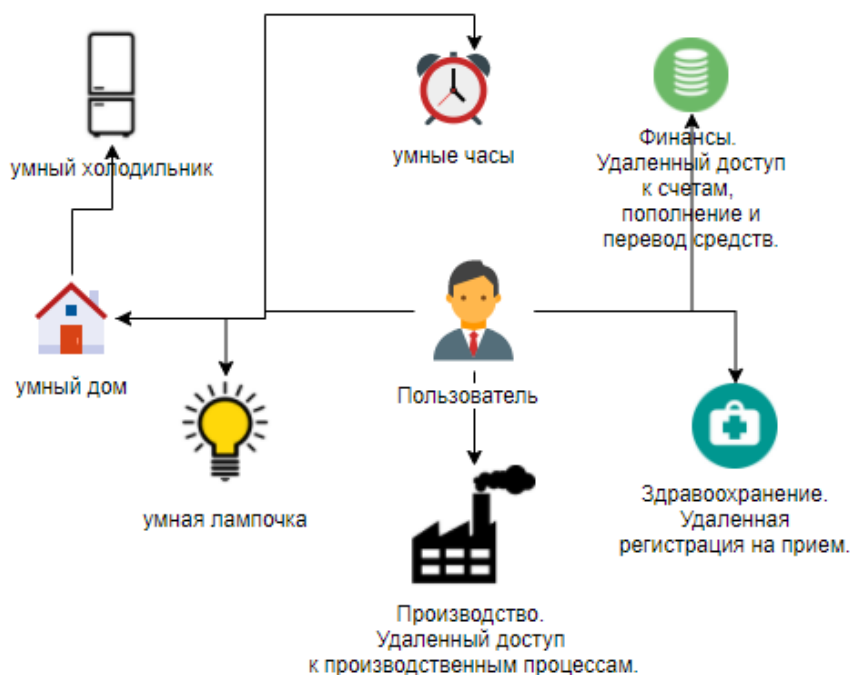 умный холодильник
умные часы
Финансы.
Удаленный доступ
к счетам,
пополнение и
перевод средств.
умный дом
Пользователь
умная лампочка
Здравоохранение.
Удаленная
регистрация на прием.
Производство.
Удаленный доступ
к производственным процессам.